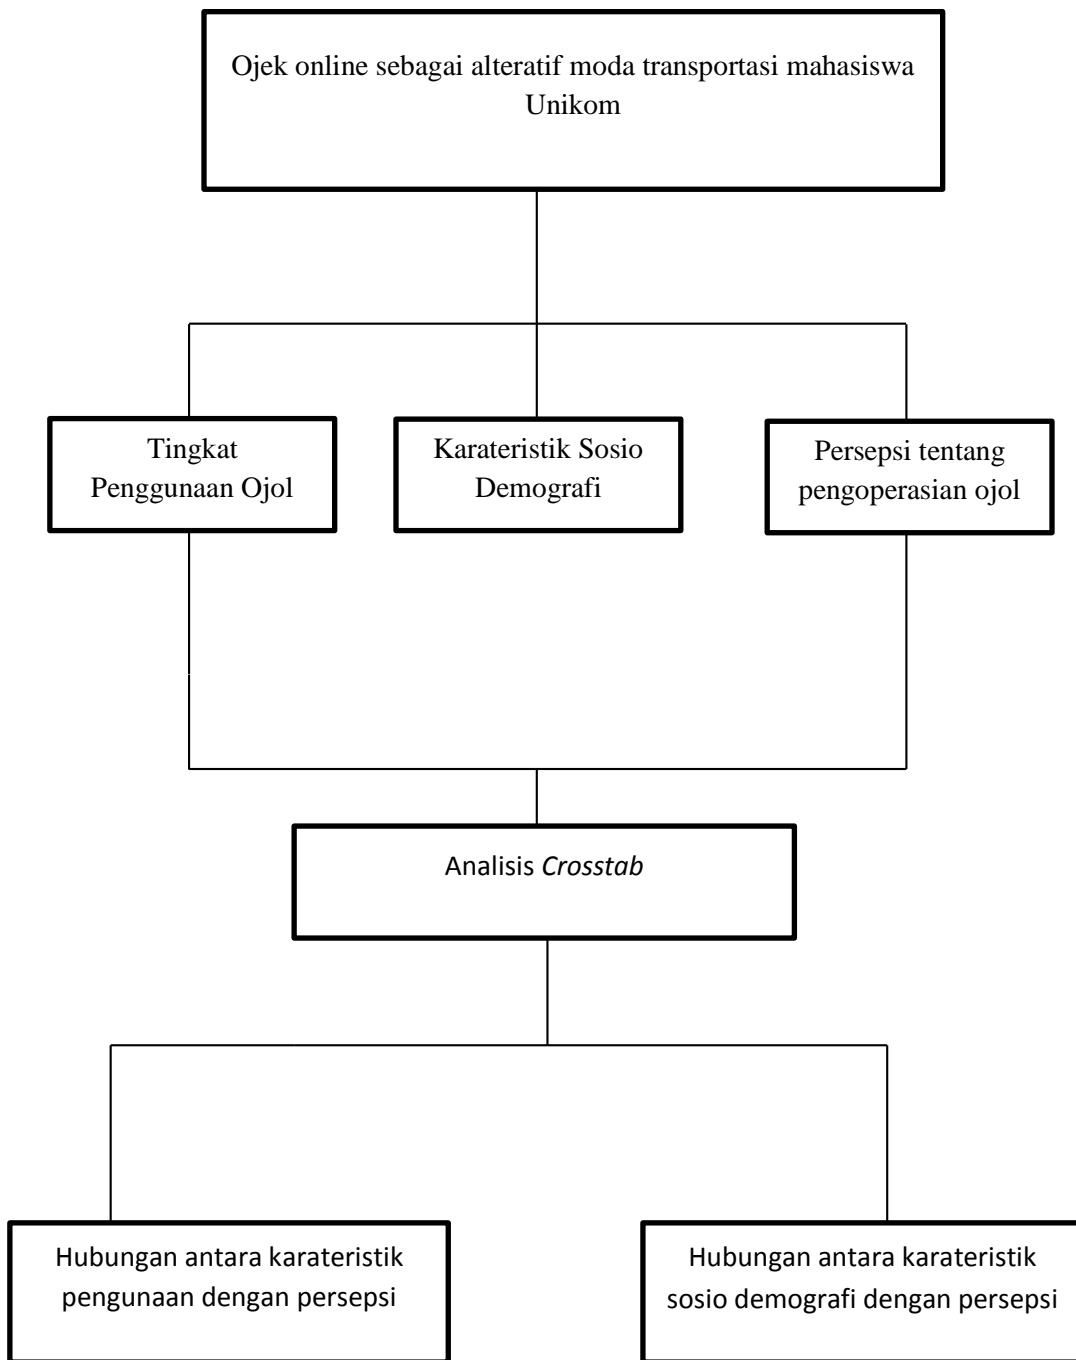 Ojek online sebagai alteratif moda transportasi mahasiswa
Unikom
Tingkat
Penggunaan Ojol
Karateristik Sosio
Demografi
Persepsi tentang
pengoperasian ojol
Analisis Crosstab
Hubungan antara karateristik
pengunaan dengan persepsi
Hubungan antara karateristik
sosio demografi dengan persepsi